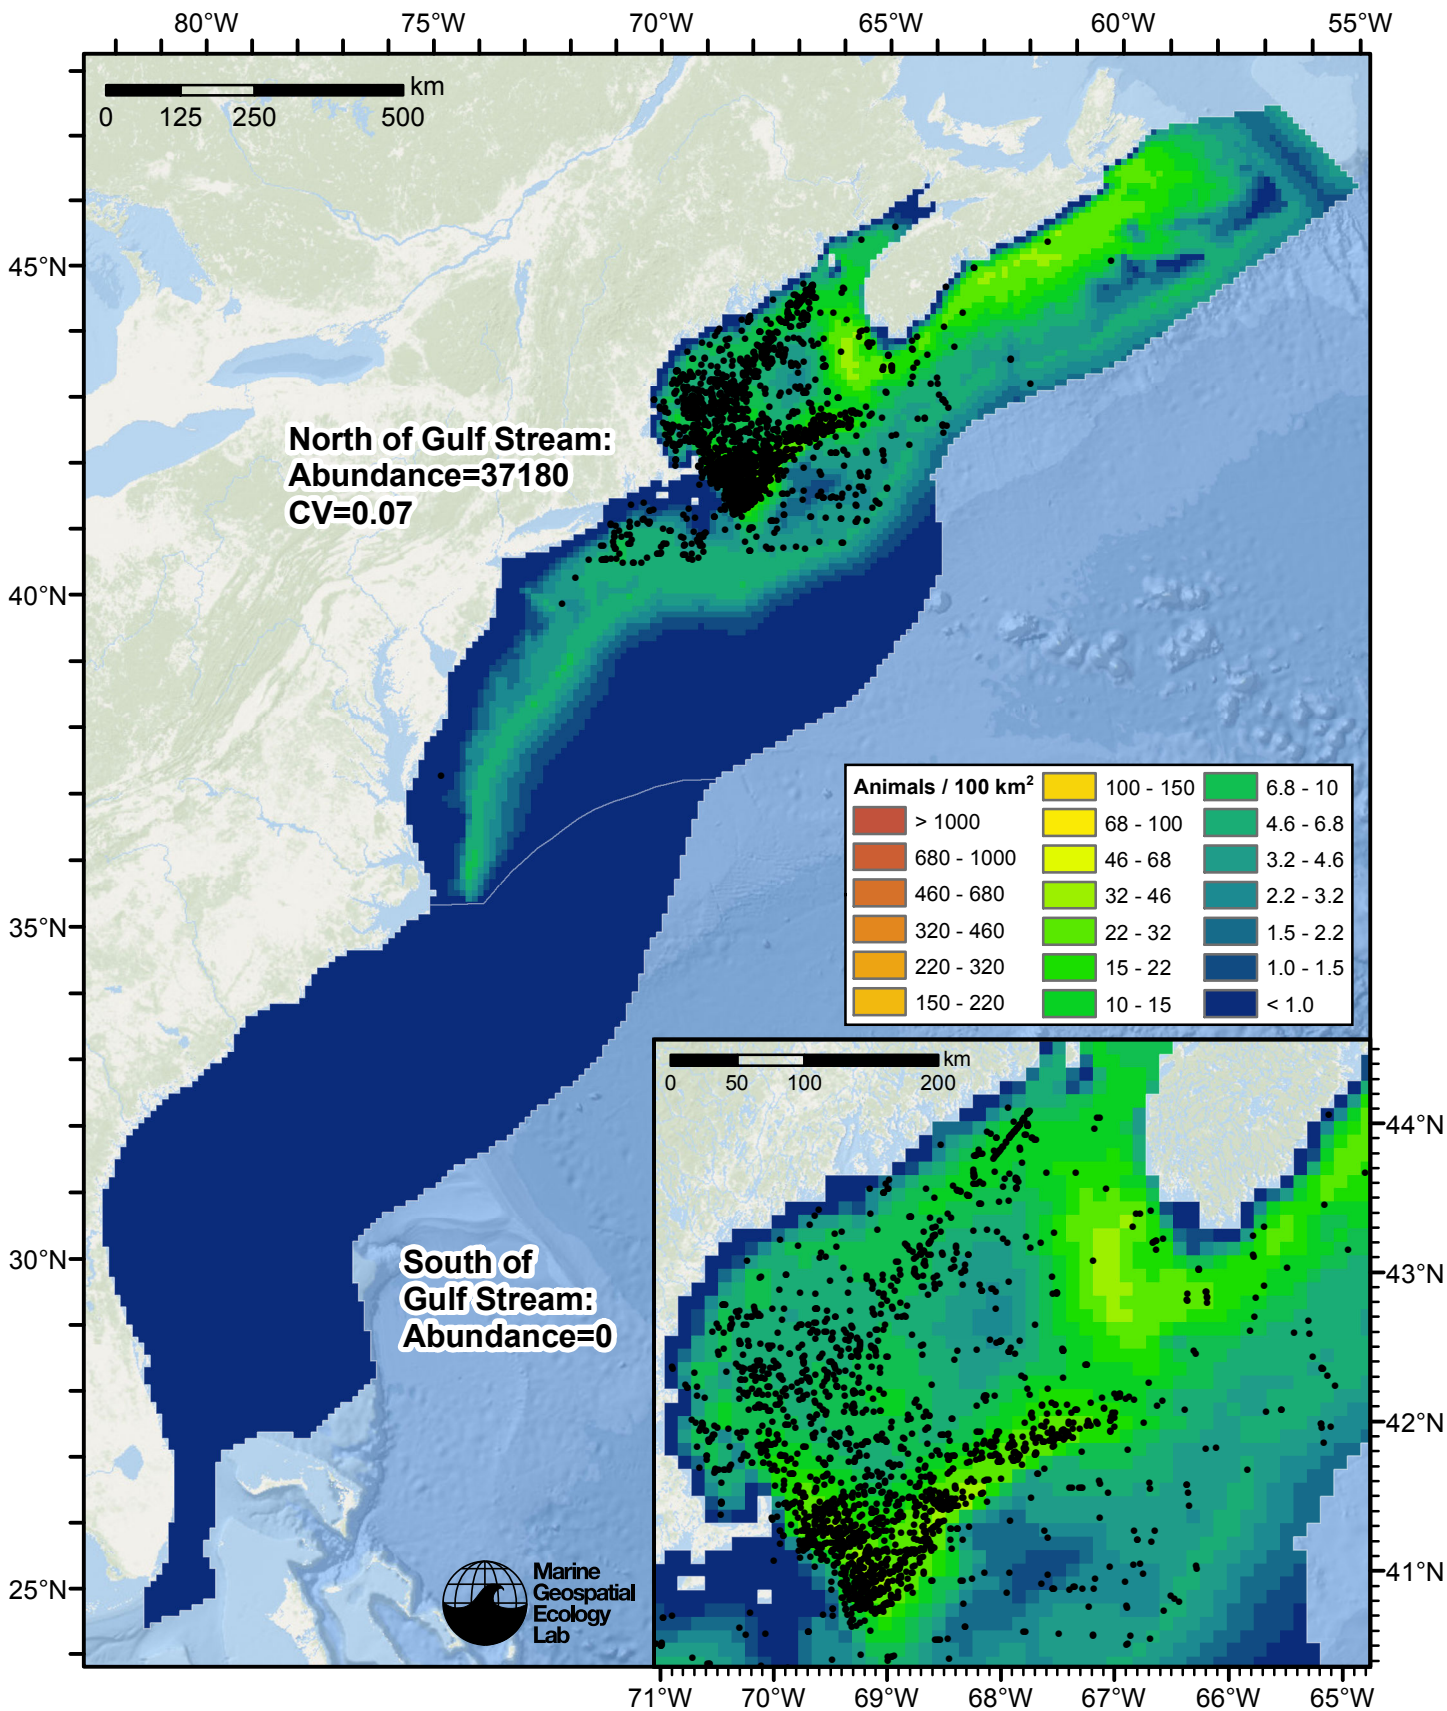 80°W 75°W 70°W 65°W 60°W 55°W
km
0 125 250 500
45°N
40°N
35°N
30°N
25°N
North of Gulf Stream:
Abundance=37180
CV=0.07
South of
Gulf Stream:
Abundance=0
Animals / 100 km²
> 1000
680 - 1000
460 - 680
320 - 460
220 - 320
150 - 220
100 - 150
68 - 100
46 - 68
32 - 46
22 - 32
15 - 22
10 - 15
6.8 - 10
4.6 - 6.8
3.2 - 4.6
2.2 - 3.2
1.5 - 2.2
1.0 - 1.5
< 1.0
km
0 50 100 200
44°N
43°N
42°N
41°N
Marine
Geospatial
Ecology
Lab
71°W 70°W 69°W 68°W 67°W 66°W 65°W